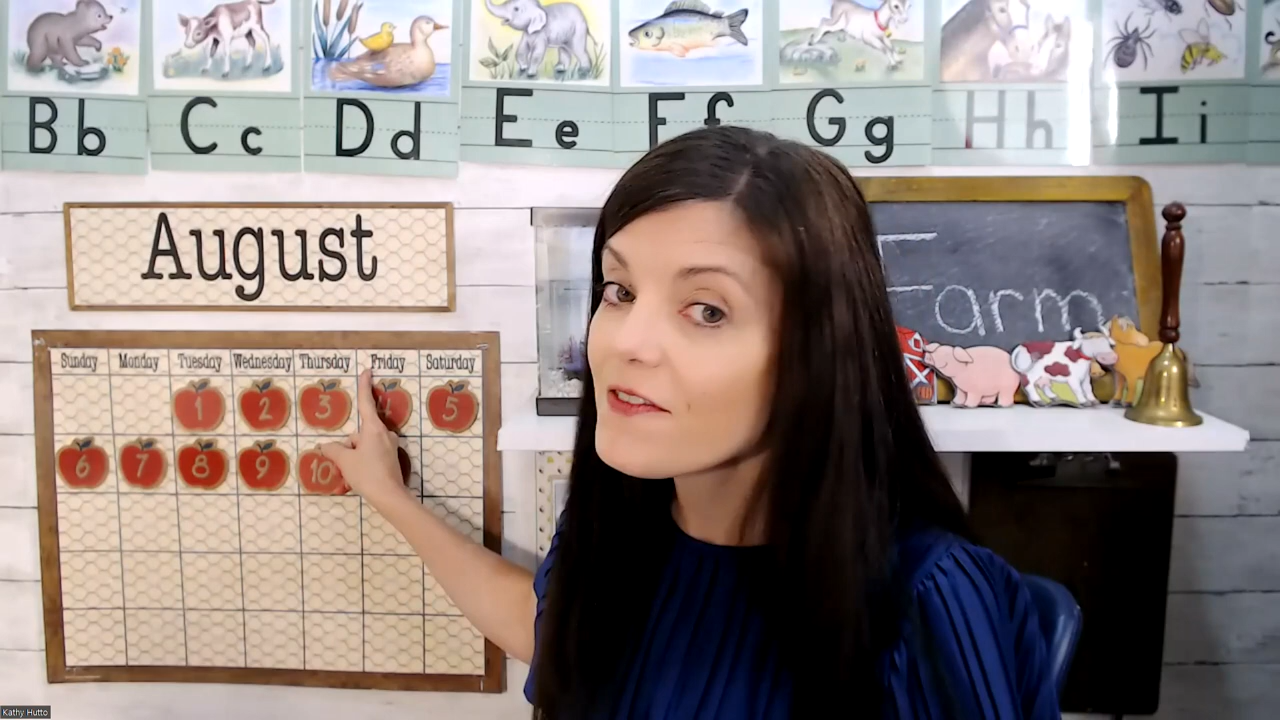 Bb Cc Dd Ee Ff Gg Hh Ii
August
Farm
Sunday Monday Tuesday Wednesday Thursday Friday Saturday
1 2 3 4 5
6 7 8 9 10
Kathy Hutto